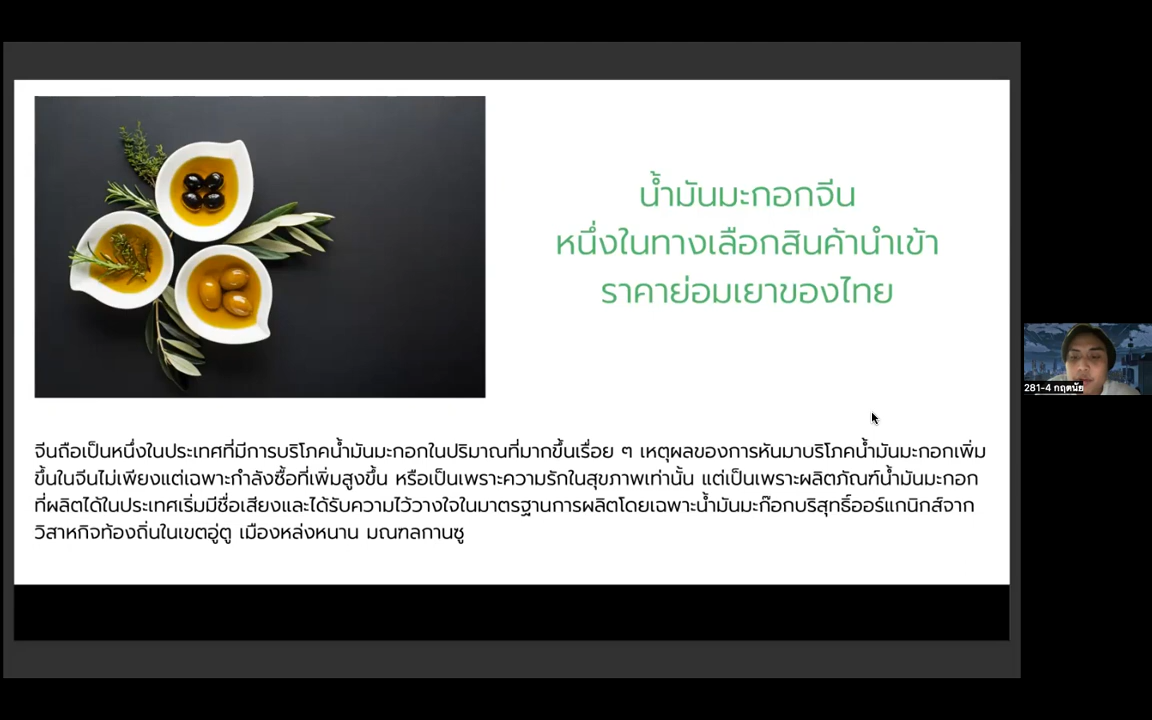 น้ำมันมะกอกจีน
หนึ่งในทางเลือกสินค้านำเข้า
ราคาย่อมเยาของไทย
จีนถือเป็นหนึ่งในประเทศที่มีการบริโภคน้ำมันมะกอกในปริมาณที่มากขึ้นเรื่อย ๆ เหตุผลของการหันมาบริโภคน้ำมันมะกอกเพิ่ม
ขึ้นในจีนไม่เพียงแต่เฉพาะกำลังซื้อที่เพิ่มสูงขึ้น หรือเป็นเพราะความรักในสุขภาพเท่านั้น แต่เป็นเพราะผลิตภัณฑ์น้ำมันมะกอก
ที่ผลิตได้ในประเทศเริ่มมีชื่อเสียงและได้รับความไว้วางใจในมาตรฐานการผลิตโดยเฉพาะน้ำมันมะก๊อกบริสุทธิ์ออร์แกนิกส์จาก
วิสาหกิจท้องถิ่นในเขตอู่ตู เมืองหล่งหนาน มณฑลกานซู
281-4 กฤตนัย